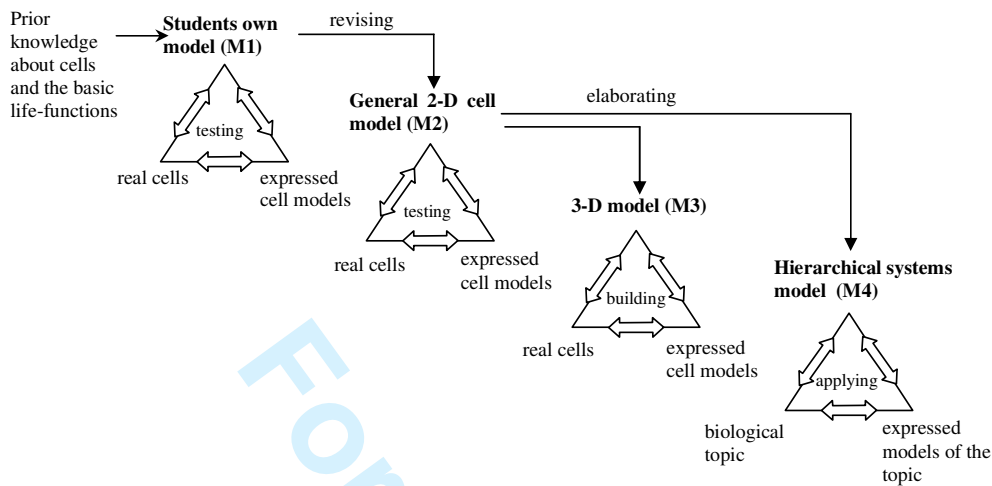 Prior
knowledge
about cells
and the basic
life-functions
Students own
model (M1)
revising
testing
real cells
expressed
cell models
General 2-D cell
model (M2)
elaborating
testing
real cells
expressed
cell models
3-D model (M3)
building
real cells
expressed
cell models
Hierarchical systems
model (M4)
applying
biological
topic
expressed
models of the
topic
For